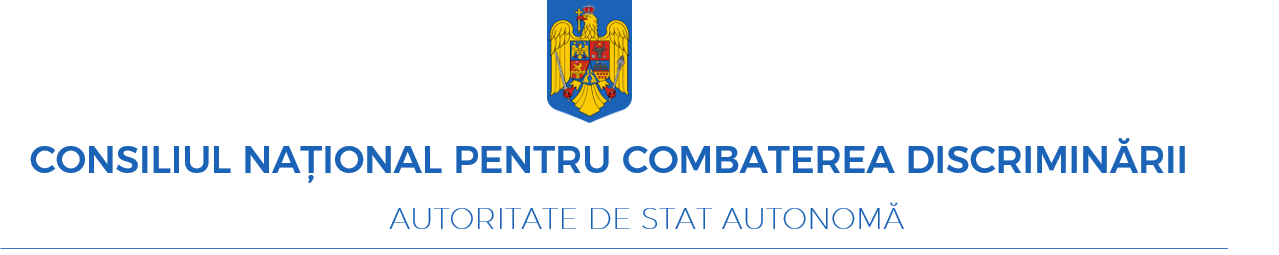 CONSILIUL NAȚIONAL PENTRU COMBATEREA DISCRIMINĂRII
AUTORITATE DE STAT AUTONOMĂ